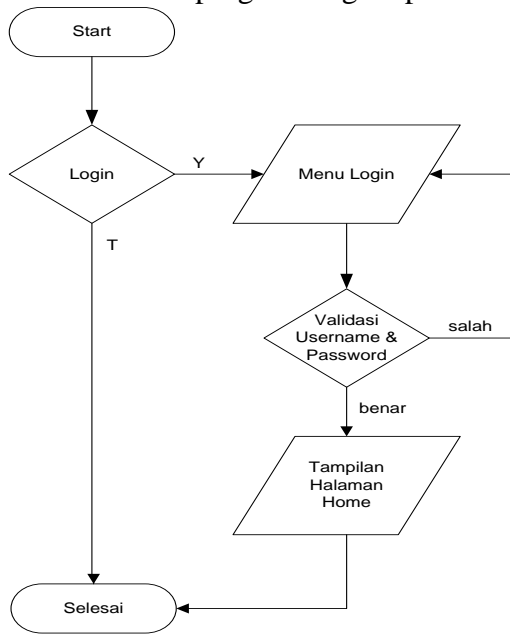 Start
Login
Y
Menu Login
T
Validasi
Username &
Password
salah
benar
Tampilan
Halaman
Home
Selesai